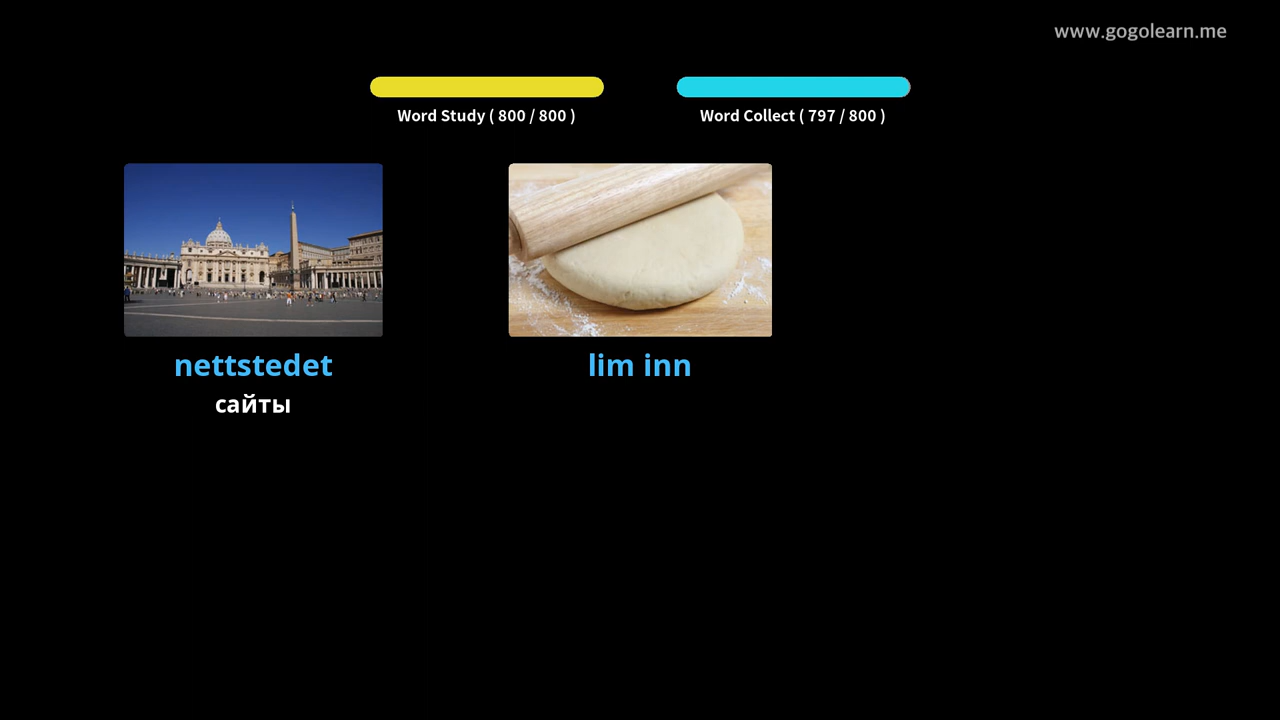 www.gogolearn.me
Word Study ( 800 / 800 )
Word Collect ( 797 / 800 )
nettstedet
lim inn
сайты